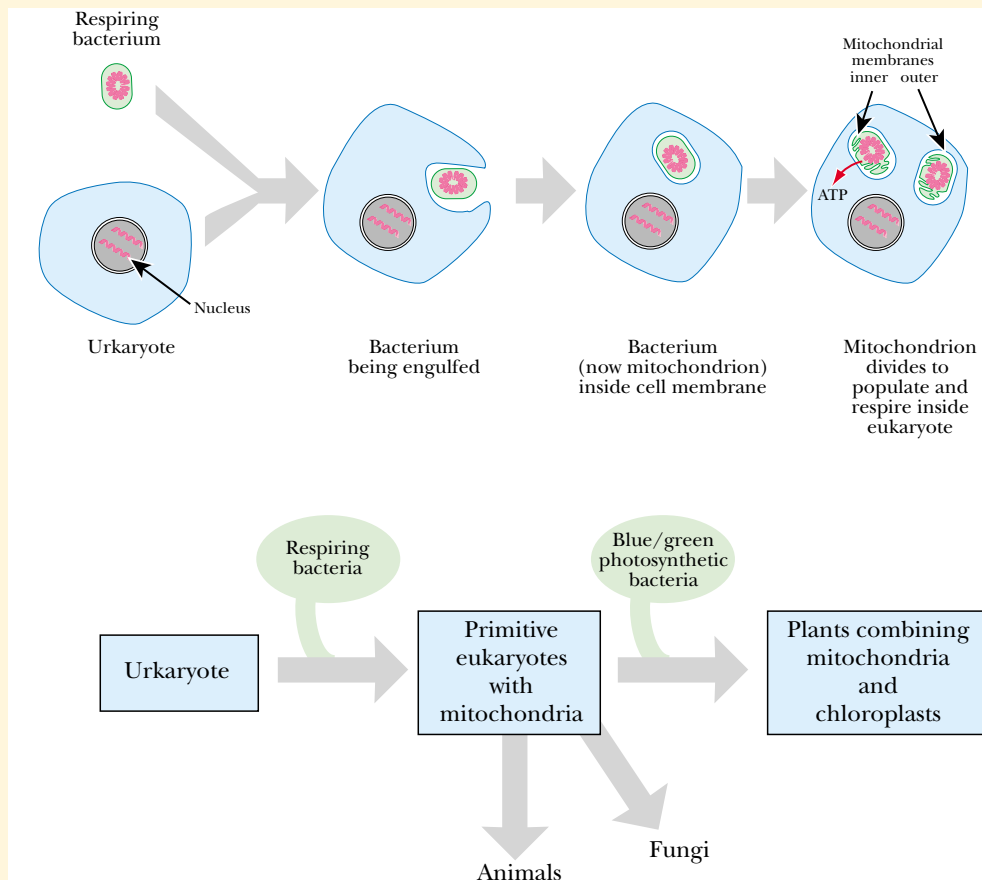 Respiring
bacterium
Mitochondrial
membranes
inner outer
ATP
Nucleus
Urkaryote
Bacterium
being engulfed
Bacterium
(now mitochondrion)
inside cell membrane
Mitochondrion
divides to
populate and
respire inside
eukaryote
Respiring
bacteria
Blue/green
photosynthetic
bacteria
Urkaryote
Primitive
eukaryotes
with
mitochondria
Plants combining
mitochondria
and
chloroplasts
Animals
Fungi